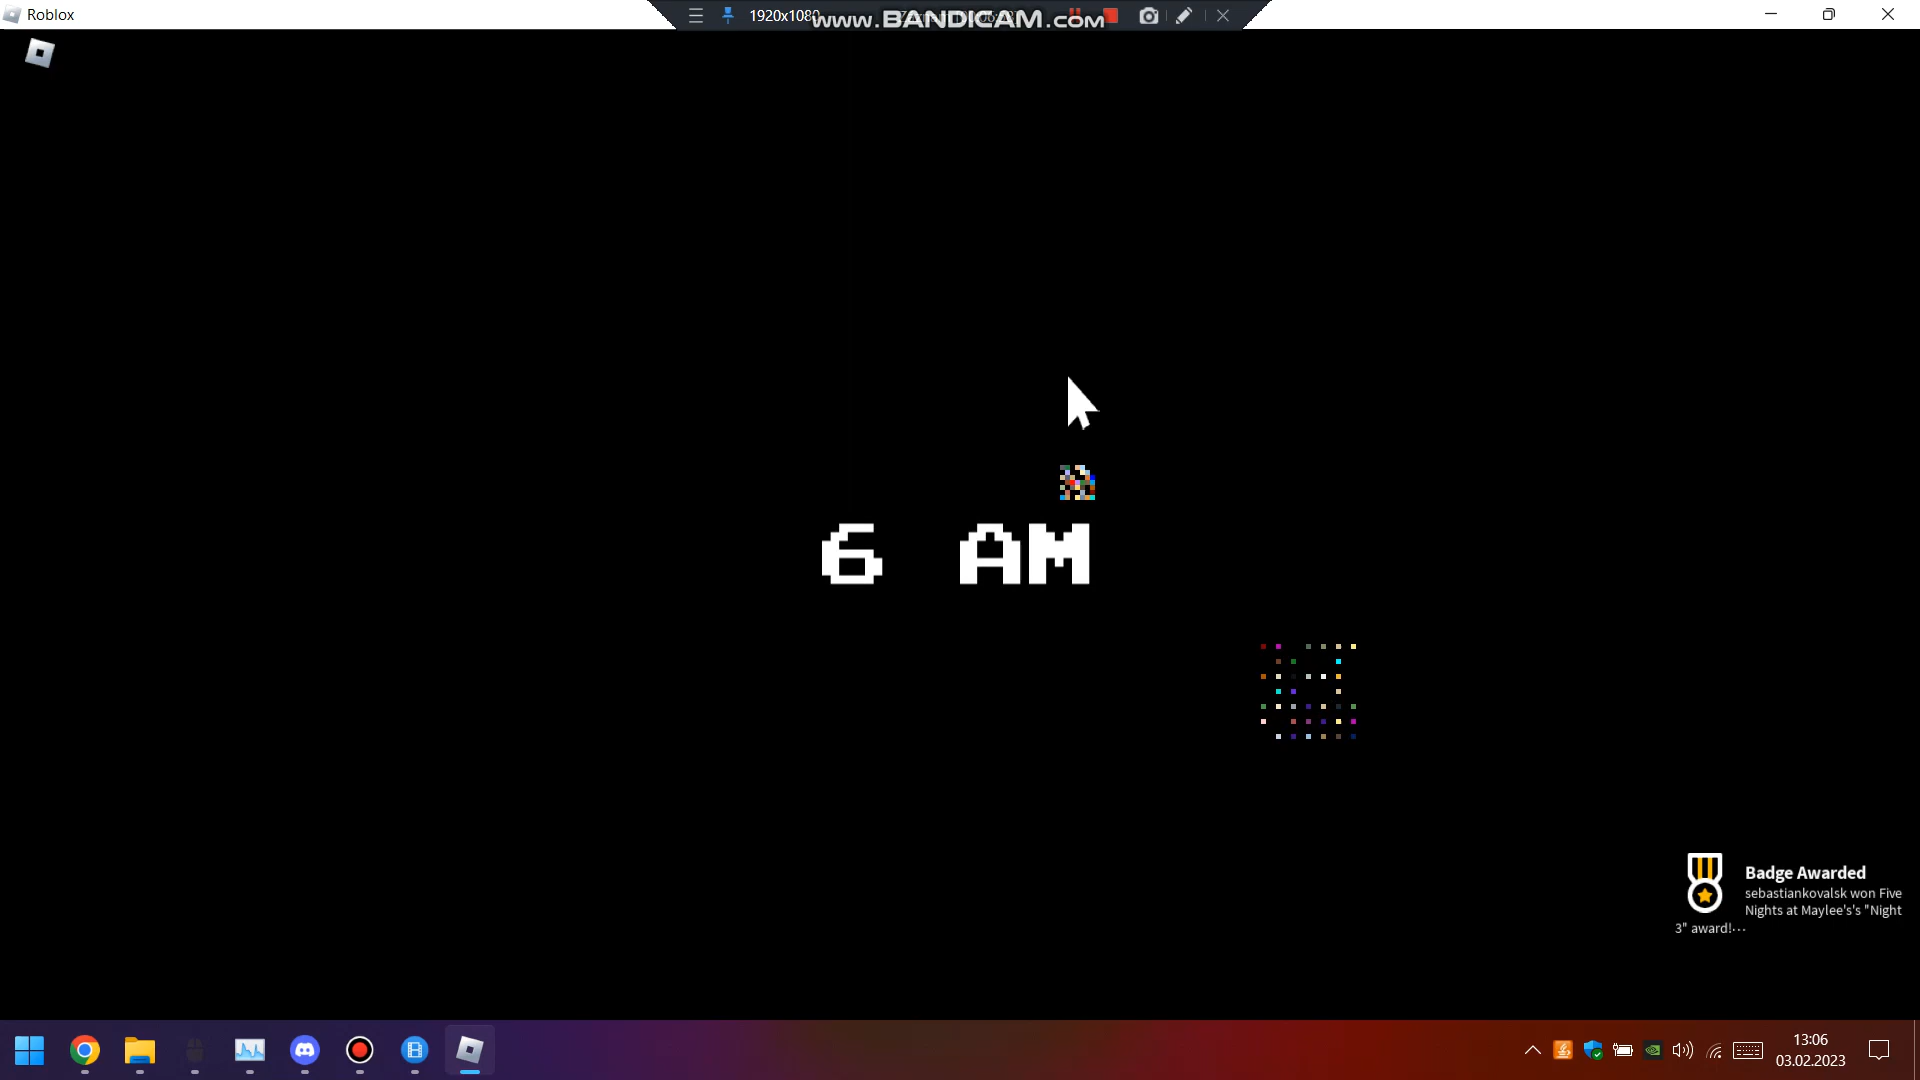 Roblox
1920x1080
www.BANDICAM.com
6 AM
Badge Awarded
sebastiankovalsk won Five
Nights at Maylee's's "Night
3" award!...
13:06
03.02.2023